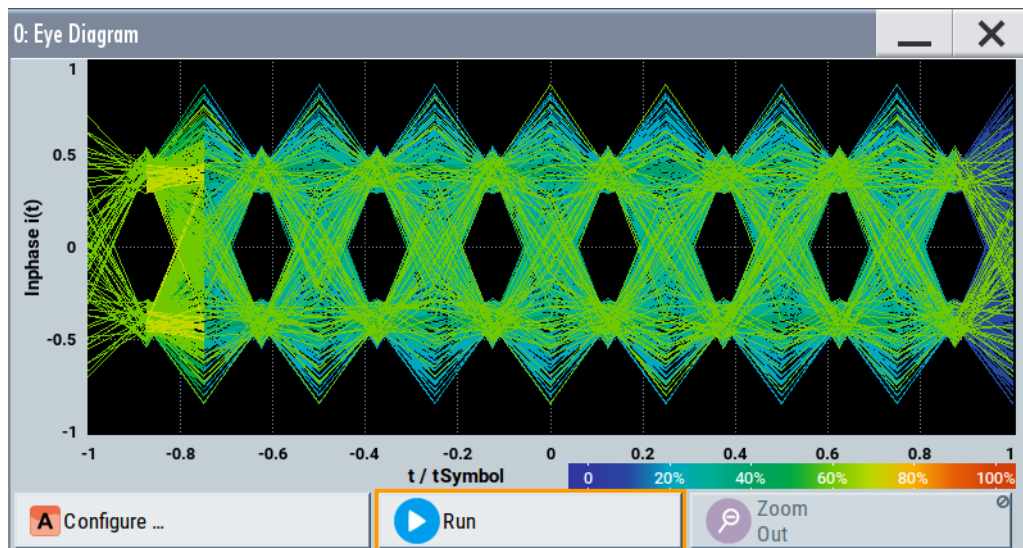 0: Eye Diagram
1
0.5
0
-0.5
-1
Inphase i(t)
-1 -0.8 -0.6 -0.4 -0.2 0 0.2 0.4 0.6 0.8 1
t / tSymbol
0 20% 40% 60% 80% 100%
A Configure ...
Run
Zoom
Out